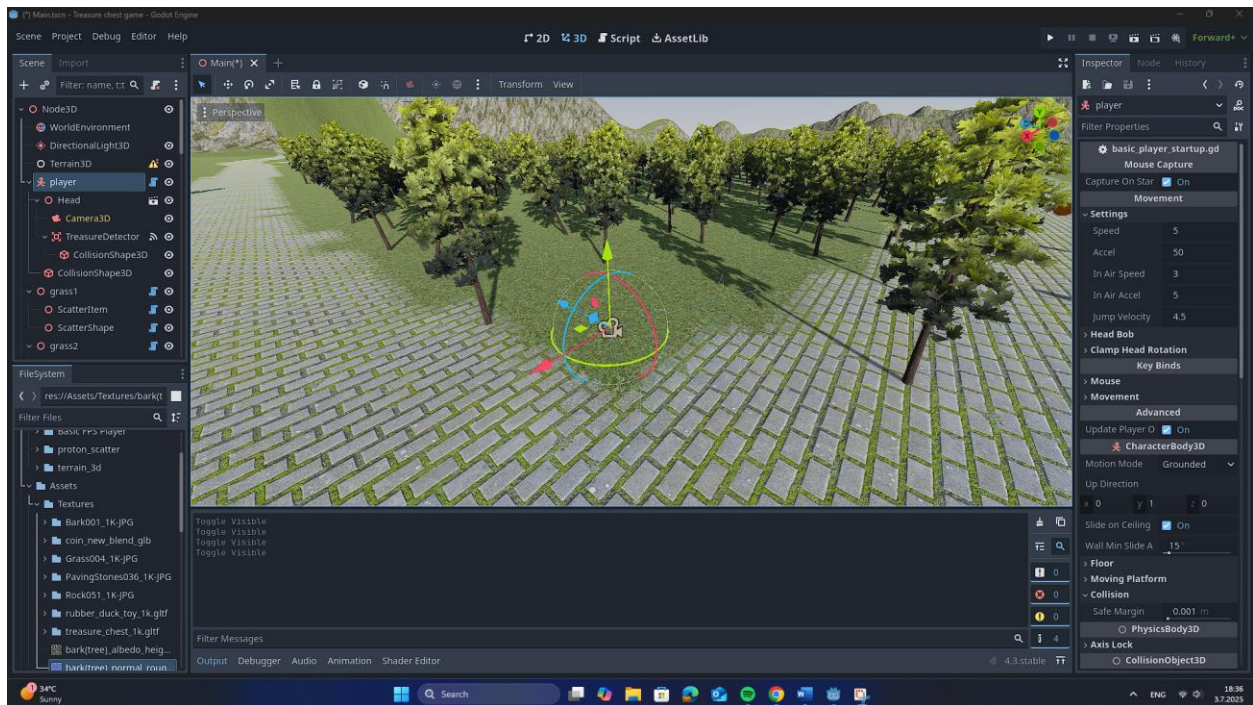 (*) Main.tscn - Treasure chest game - Godot Engine
Scene Project Debug Editor Help
2D 3D Script AssetLib
Forward+
Scene Import
Filter: name, t:t
Node3D
WorldEnvironment
DirectionalLight3D
Terrain3D
player
Head
Camera3D
TreasureDetector
CollisionShape3D
CollisionShape3D
grass1
ScatterItem
ScatterShape
grass2
FileSystem
res://Assets/Textures/bark(t
Filter Files
Basic FPS Player
proton_scatter
terrain_3d
Assets
Textures
Bark001_1K-JPG
coin_new_blend_glb
Grass004_1K-JPG
PavingStones036_1K-JPG
Rock051_1K-JPG
rubber_duck_toy_1k.gltf
treasure_chest_1k.gltf
bark(tree)_albedo_heig...
bark(tree)_normal_roug...
Main(*)
Transform View
Perspective
Toggle Visible
Toggle Visible
Toggle Visible
Toggle Visible
0
0
0
Filter Messages
4
Output Debugger Audio Animation Shader Editor
4.3.stable
Inspector Node History
player
Filter Properties
basic_player_startup.gd
Mouse Capture
Capture On Star On
Movement
Settings
Speed 5
Accel 50
In Air Speed 3
In Air Accel 5
Jump Velocity 4.5
Head Bob
Clamp Head Rotation
Key Binds
Mouse
Movement
Advanced
Update Player O On
CharacterBody3D
Motion Mode Grounded
Up Direction
x 0 y 1 z 0
Slide on Ceiling On
Wall Min Slide A 15 °
Floor
Moving Platform
Collision
Safe Margin 0.001 m
PhysicsBody3D
Axis Lock
CollisionObject3D
1
34°C
Sunny
Search
ENG
18:36
3.7.2025